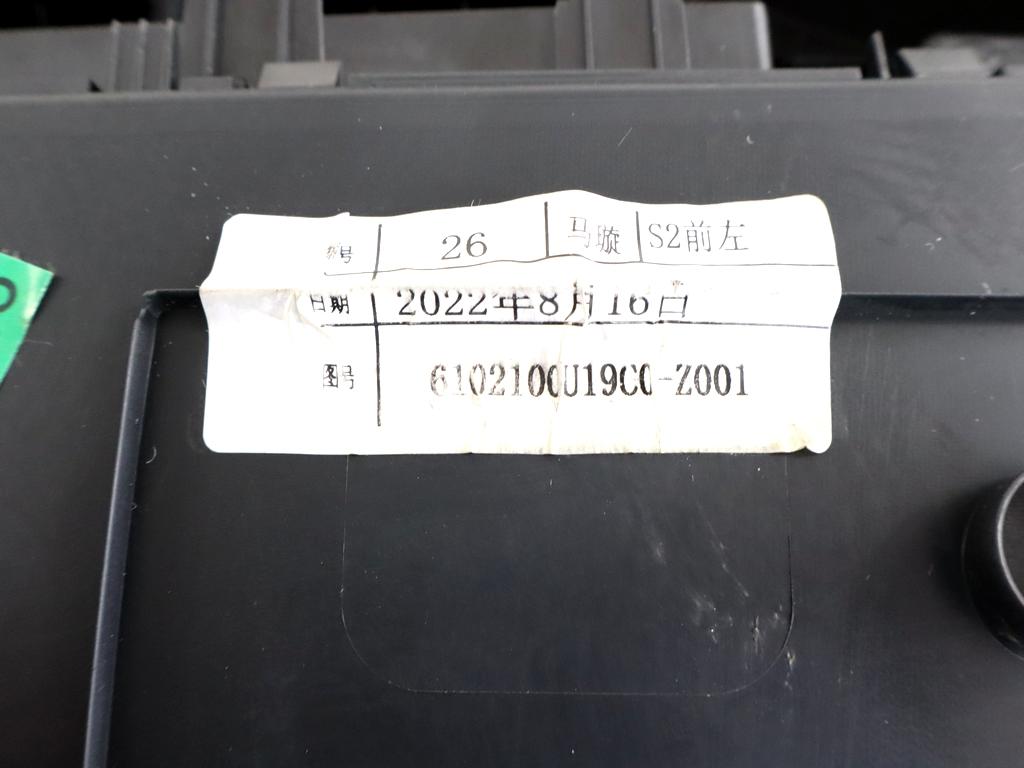 编号 26 马璇 S2前左
日期 2022年8月16日
图号 6102100U19C0-Z001